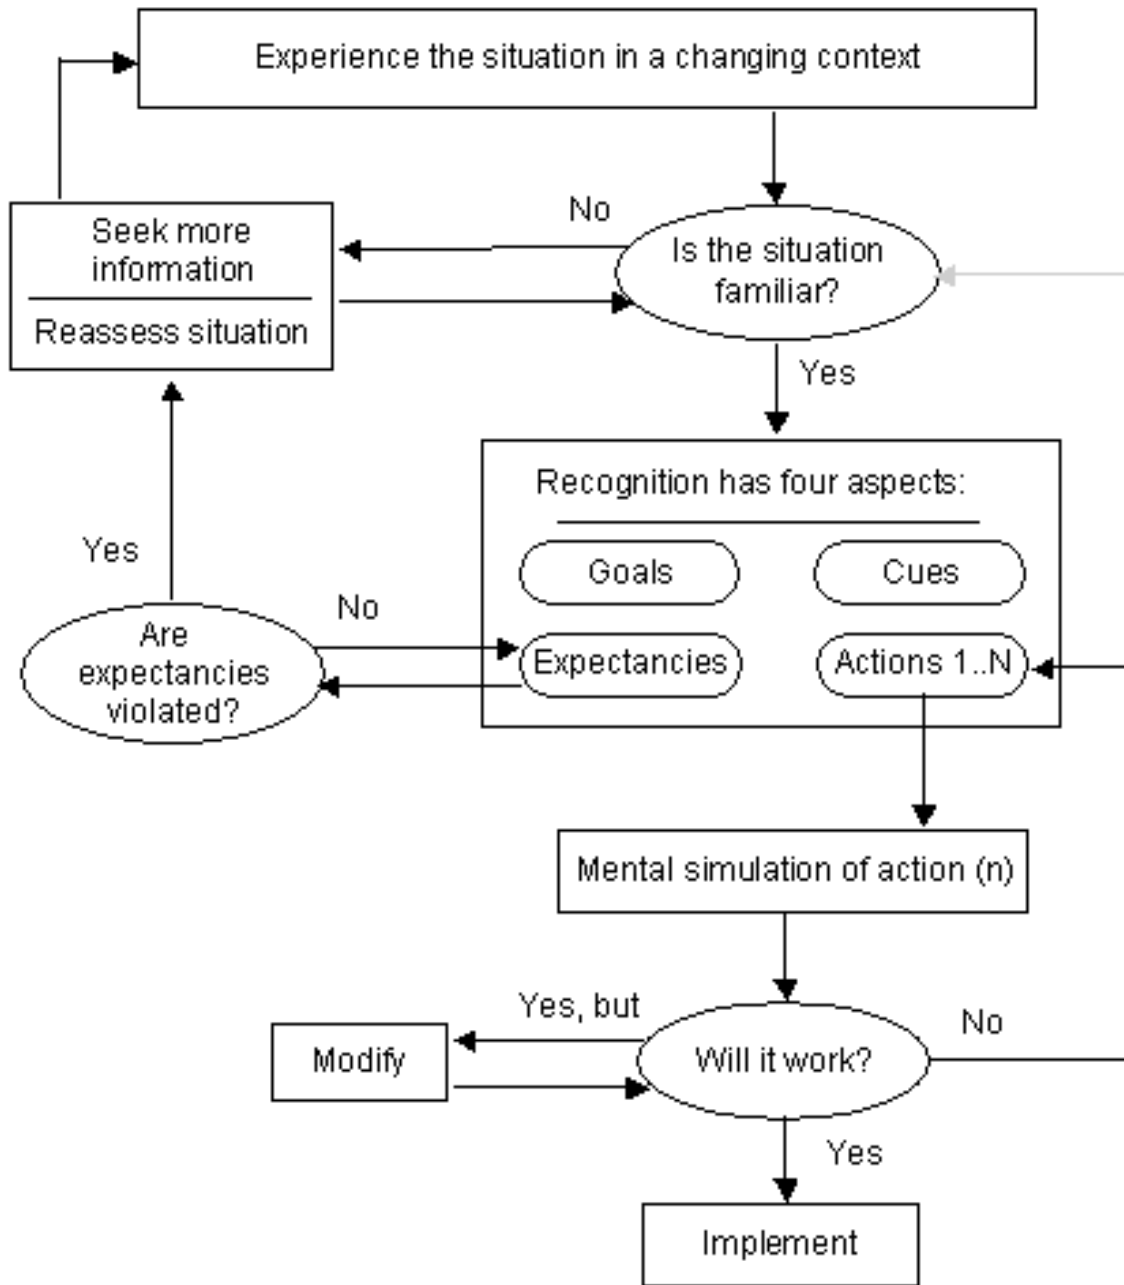 Experience the situation in a changing context
No
Seek more
information
Reassess situation
Is the situation
familiar?
Yes
Recognition has four aspects:
Goals
Cues
Yes
No
Are
expectancies
violated?
Expectancies
Actions 1..N
Mental simulation of action (n)
Yes, but
No
Modify
Will it work?
Yes
Implement